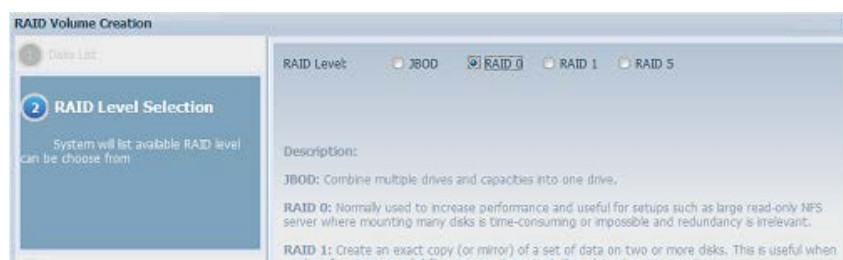 RAID Volume Creation
1 Disks List
2 RAID Level Selection
System will list available RAID level
can be choose from
RAID Level: JBOD RAID 0 RAID 1 RAID 5
Description:
JBOD: Combine multiple drives and capacities into one drive.
RAID 0: Normally used to increase performance and useful for setups such as large read-only NFS
server where mounting many disks is time-consuming or impossible and redundancy is irrelevant.
RAID 1: Create an exact copy (or mirror) of a set of data on two or more disks. This is useful when